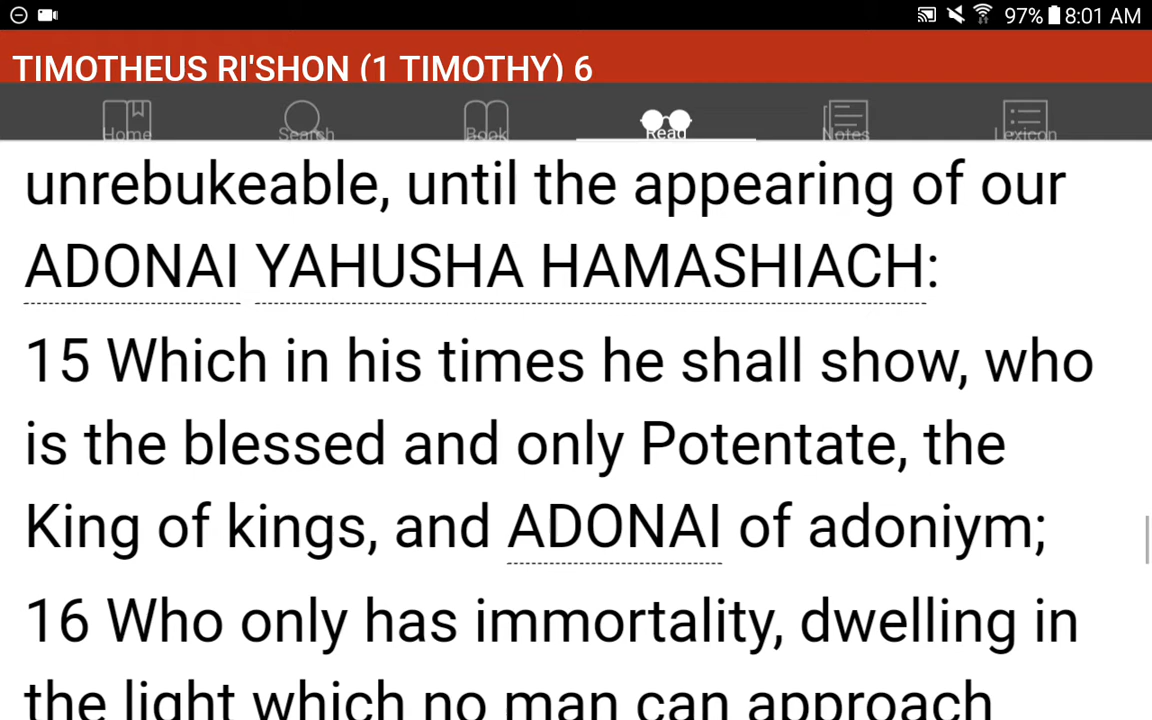 97% 8:01 AM
TIMOTHEUS RI'SHON (1 TIMOTHY) 6
Home Search Book Read Notes Lexicon
unrebukeable, until the appearing of our
ADONAI YAHUSHA HAMASHIACH:
15 Which in his times he shall show, who
is the blessed and only Potentate, the
King of kings, and ADONAI of adoniym;
16 Who only has immortality, dwelling in
the light which no man can approach